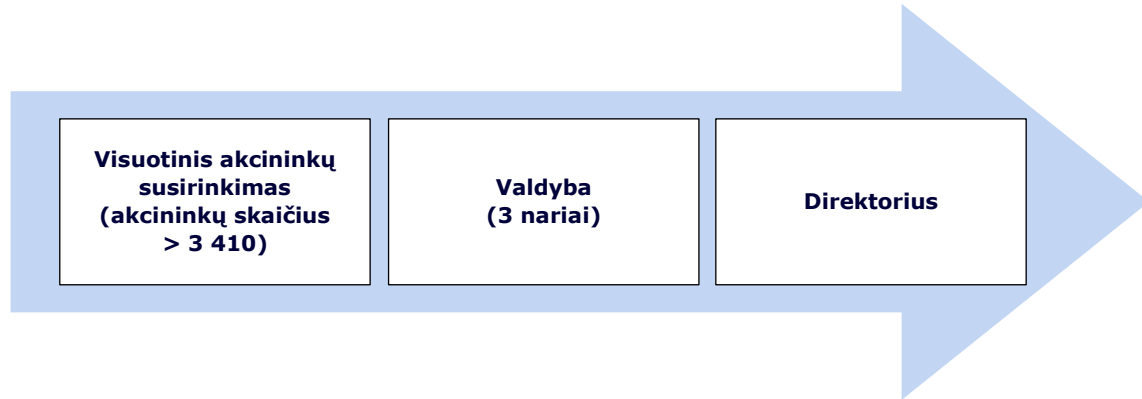 Visuotinis akcininkų
susirinkimas
(akcininkų skaičius
> 3 410)
Valdyba
(3 nariai)
Direktorius